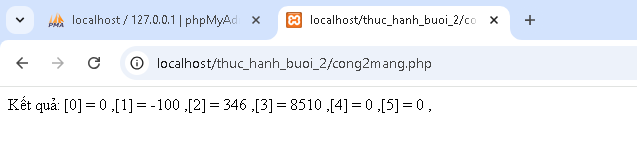 localhost / 127.0.0.1 | phpMyAd
localhost/thuc_hanh_buoi_2/co
localhost/thuc_hanh_buoi_2/cong2mang.php
Kết quả: [0] = 0 ,[1] = -100 ,[2] = 346 ,[3] = 8510 ,[4] = 0 ,[5] = 0 ,